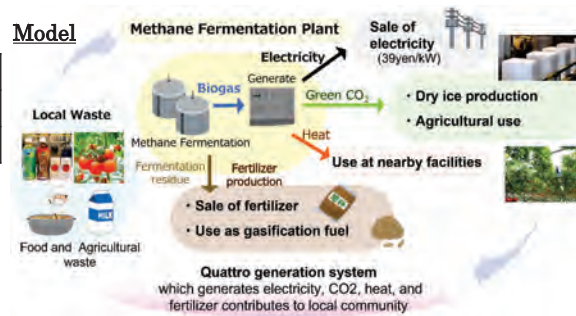 Model
Methane Fermentation Plant
Sale of
electricity
(39yen/kW)
Electricity
Generate
Biogas
Green CO₂
Local Waste
Methane Fermentation
Heat
・Dry ice production
・Agricultural use
Use at nearby facilities
Fermentation
residue
Fertilizer
production
・Sale of fertilizer
・Use as gasification fuel
MILK
Food and Agricultural
waste
Quattro generation system
which generates electricity, CO2, heat, and
fertilizer contributes to local community